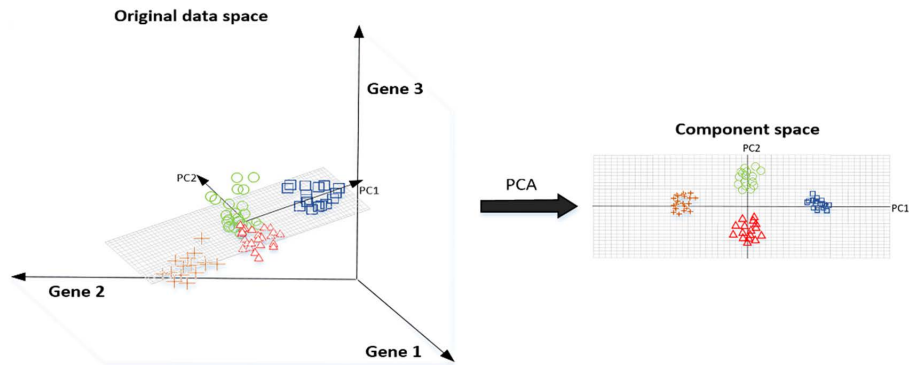 Original data space
Gene 3
PC2
PC1
Gene 2
Gene 1
PCA
Component space
PC2
PC1